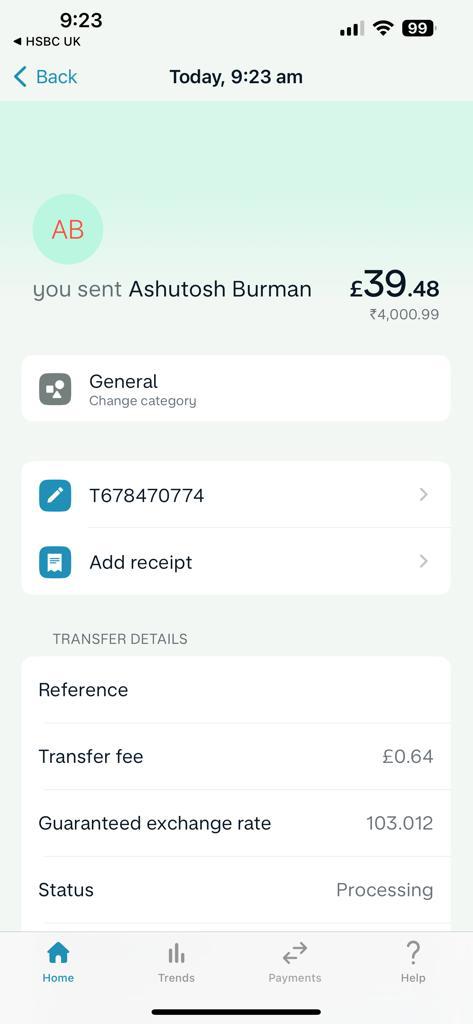 9:23
99
◀ HSBC UK
Back
Today, 9:23 am
AB
you sent Ashutosh Burman
£39.48
₹4,000.99
General
Change category
T678470774
Add receipt
TRANSFER DETAILS
Reference
Transfer fee £0.64
Guaranteed exchange rate 103.012
Status Processing
Home Trends Payments Help